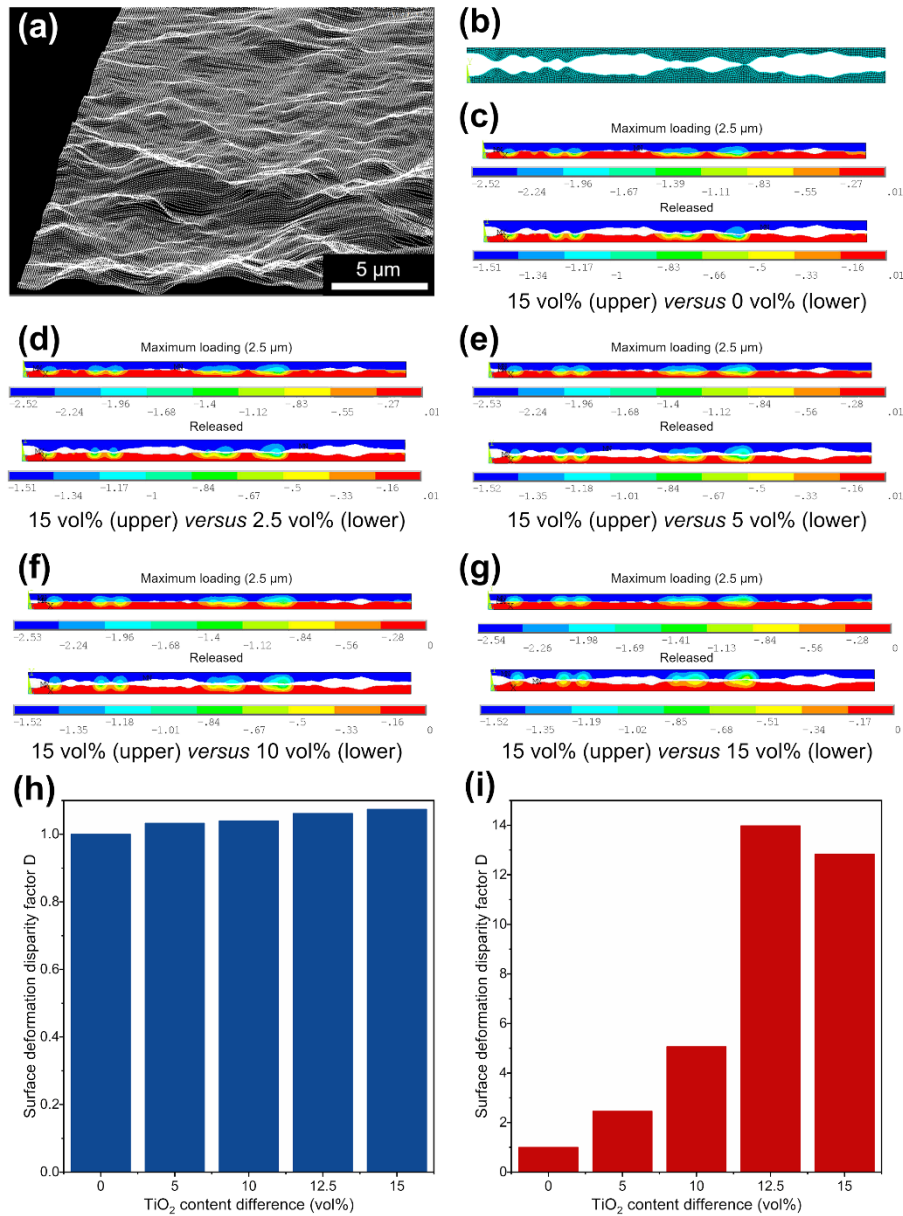 (a)
5 μm
(b)
(c)
Maximum loading (2.5 μm)
-2.52 -2.24 -1.96 -1.67 -1.39 -1.11 -.83 -.55 -.27 .01
Released
-1.51 -1.34 -1.17 -1 -.83 -.66 -.5 -.33 -.16 .01
15 vol% (upper) versus 0 vol% (lower)
(d)
Maximum loading (2.5 μm)
-2.52 -2.24 -1.96 -1.68 -1.4 -1.12 -.83 -.55 -.27 .01
Released
-1.51 -1.34 -1.17 -1 -.84 -.67 -.5 -.33 -.16 .01
15 vol% (upper) versus 2.5 vol% (lower)
(e)
Maximum loading (2.5 μm)
-2.53 -2.24 -1.96 -1.68 -1.4 -1.12 -.84 -.56 -.28 .01
Released
-1.51 -1.35 -1.18 -1.01 -.84 -.67 -.5 -.33 -.16 .01
15 vol% (upper) versus 5 vol% (lower)
(f)
Maximum loading (2.5 μm)
-2.53 -2.24 -1.96 -1.68 -1.4 -1.12 -.84 -.56 -.28 0
Released
-1.52 -1.35 -1.18 -1.01 -.84 -.67 -.5 -.33 -.16 0
15 vol% (upper) versus 10 vol% (lower)
(g)
Maximum loading (2.5 μm)
-2.54 -2.26 -1.98 -1.69 -1.41 -1.13 -.84 -.56 -.28 0
Released
-1.52 -1.35 -1.19 -1.02 -.85 -.68 -.51 -.34 -.17 0
15 vol% (upper) versus 15 vol% (lower)
(h)
Surface deformation disparity factor D
1.0
0.8
0.6
0.4
0.2
0.0
0 5 10 12.5 15
TiO₂ content difference (vol%)
(i)
Surface deformation disparity factor D
14
12
10
8
6
4
2
0
0 5 10 12.5 15
TiO₂ content difference (vol%)